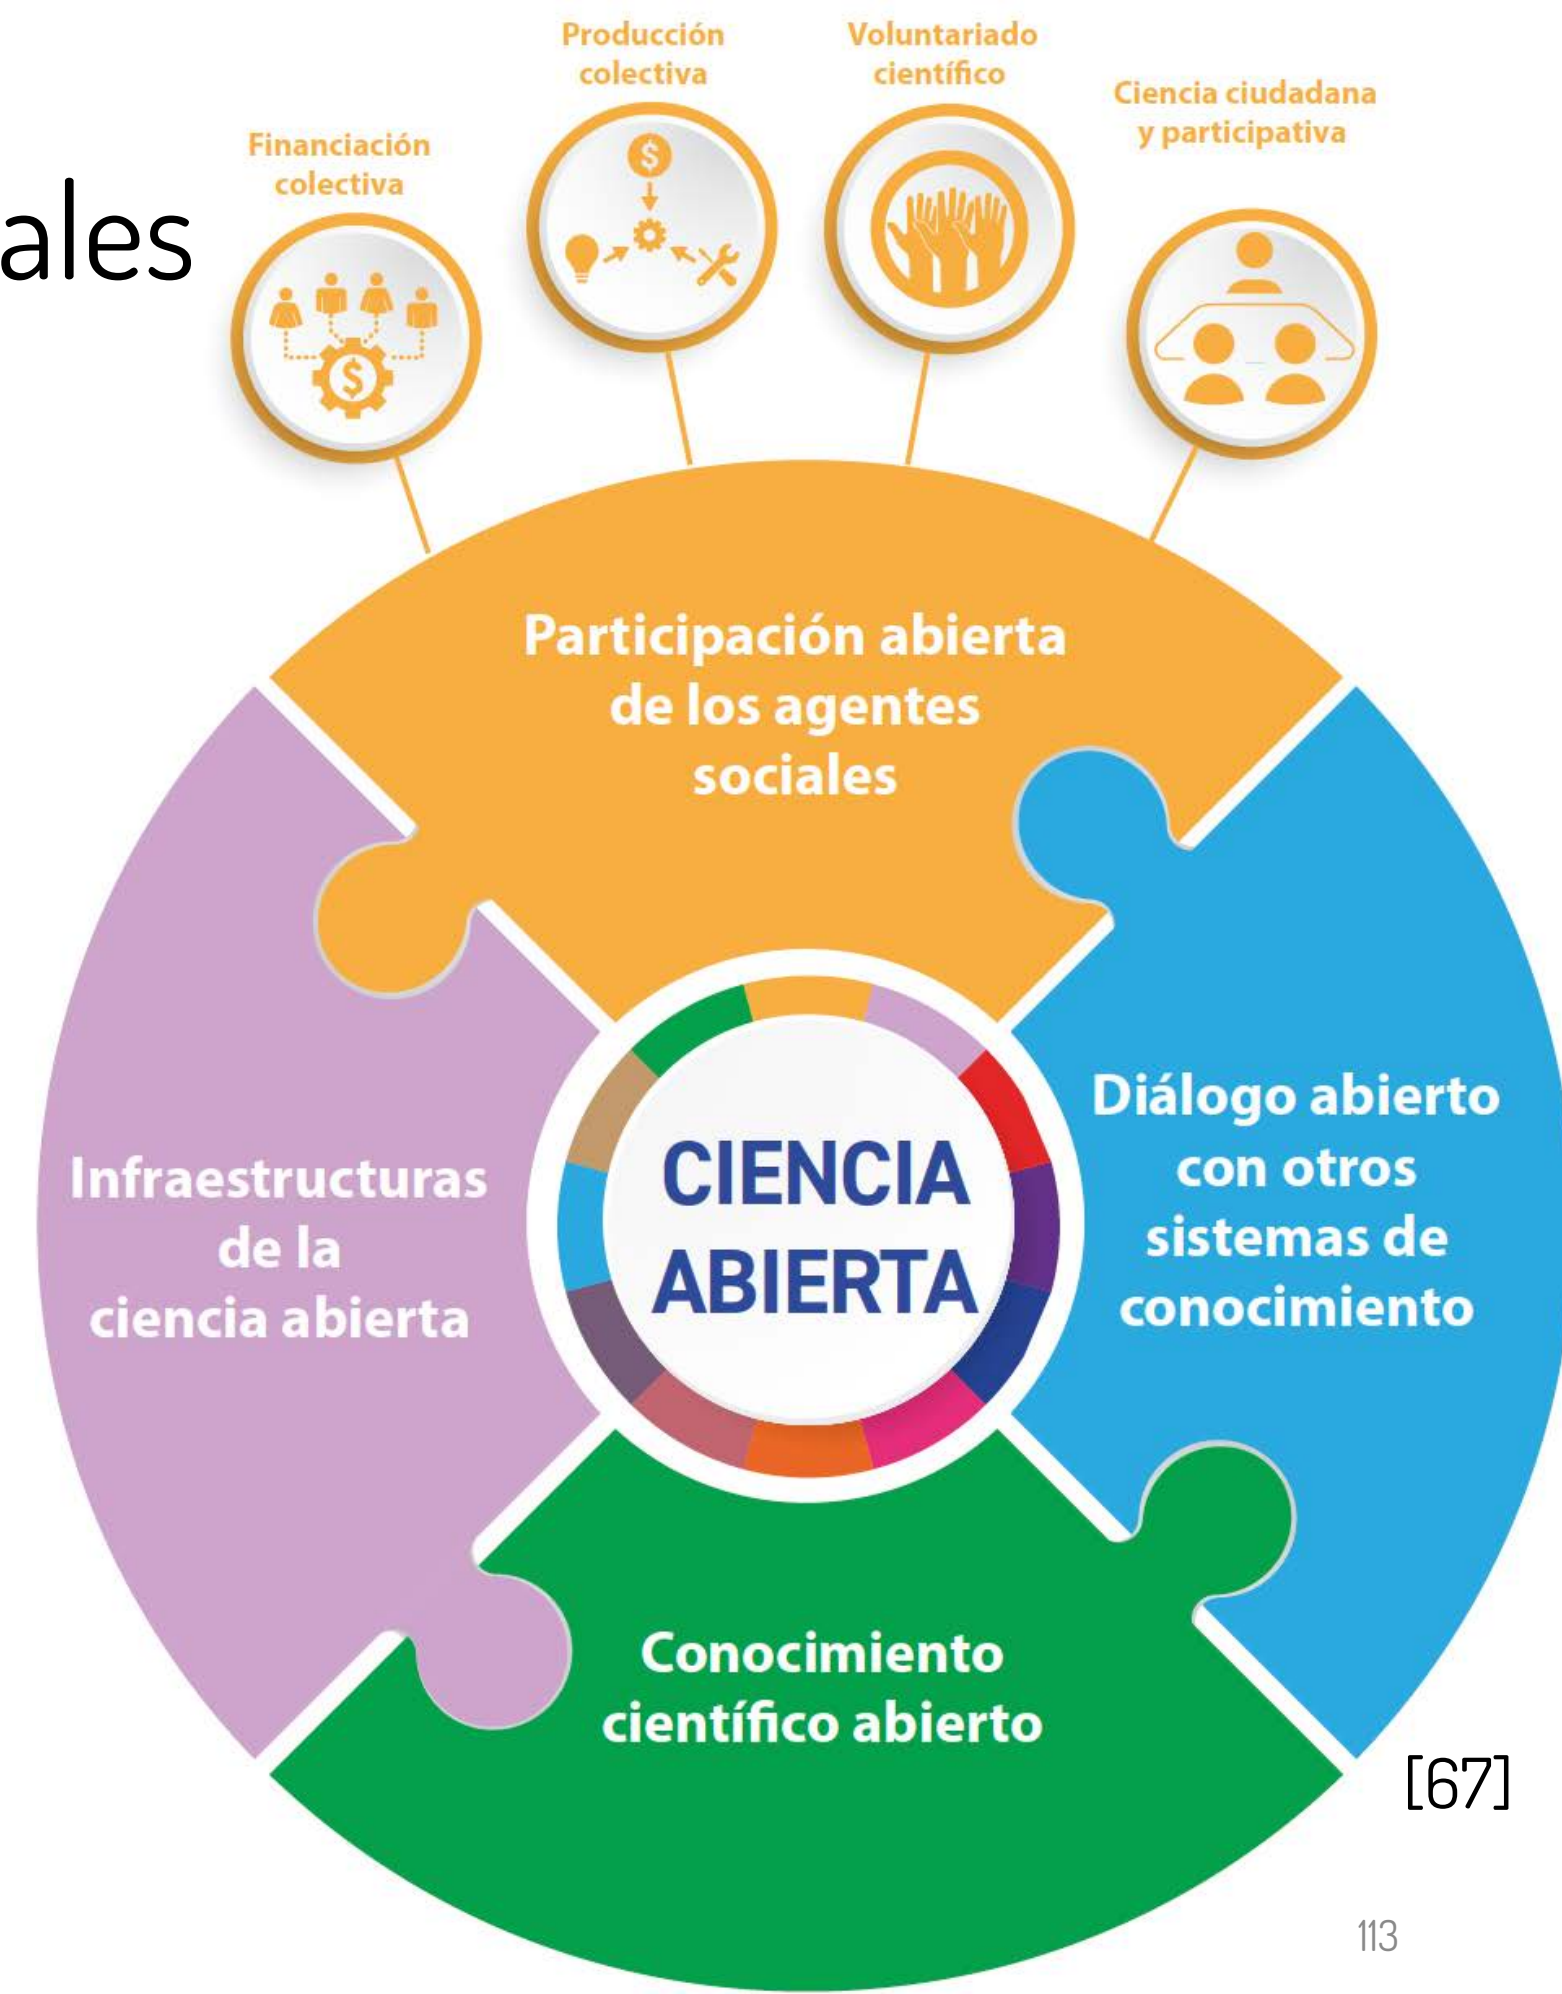 Producción
colectiva
Voluntariado
científico
Ciencia ciudadana
y participativa
Financiación
colectiva
ales
$
$
Participación abierta
de los agentes
sociales
Infraestructuras
de la
ciencia abierta
CIENCIA
ABIERTA
Diálogo abierto
con otros
sistemas de
conocimiento
Conocimiento
científico abierto
[67]
113